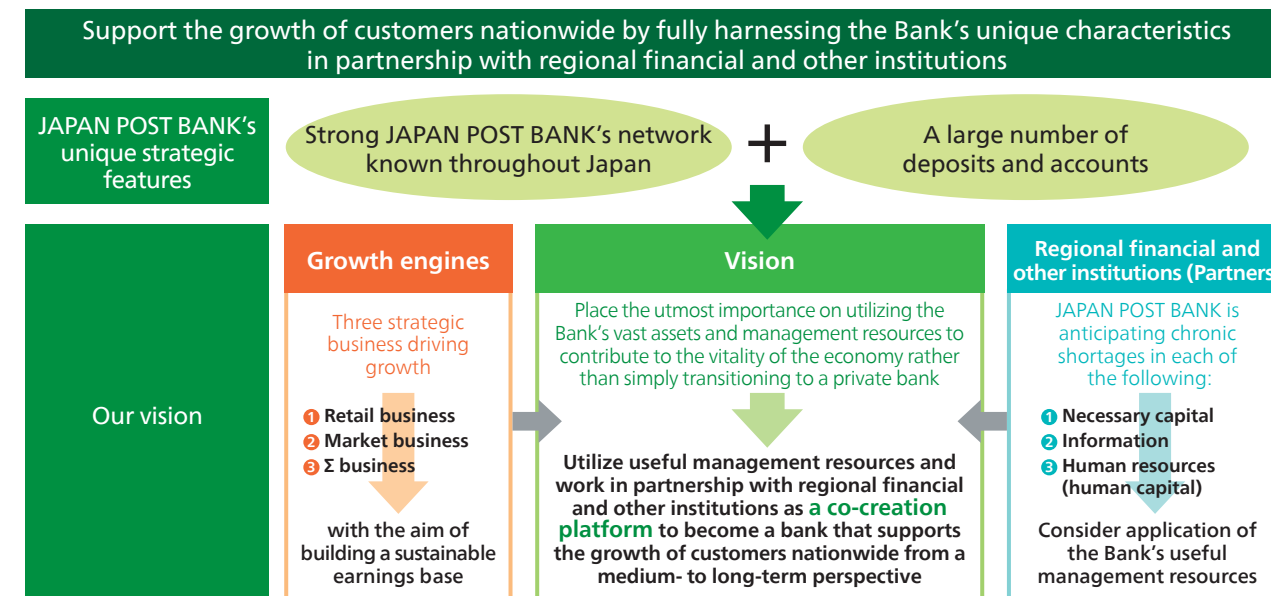 Support the growth of customers nationwide by fully harnessing the Bank’s unique characteristics
in partnership with regional financial and other institutions
JAPAN POST BANK’s
unique strategic
features
Strong JAPAN POST BANK’s network
known throughout Japan
+
A large number of
deposits and accounts
Our vision
Growth engines
Three strategic
business driving
growth
1 Retail business
2 Market business
3 Σ business
with the aim of
building a sustainable
earnings base
Vision
Place the utmost importance on utilizing the
Bank’s vast assets and management resources to
contribute to the vitality of the economy rather
than simply transitioning to a private bank
Utilize useful management resources and
work in partnership with regional financial
and other institutions as a co-creation
platform to become a bank that supports
the growth of customers nationwide from a
medium- to long-term perspective
Regional financial and
other institutions (Partners
JAPAN POST BANK is
anticipating chronic
shortages in each of
the following:
1 Necessary capital
2 Information
3 Human resources
(human capital)
Consider application of
the Bank’s useful
management resources